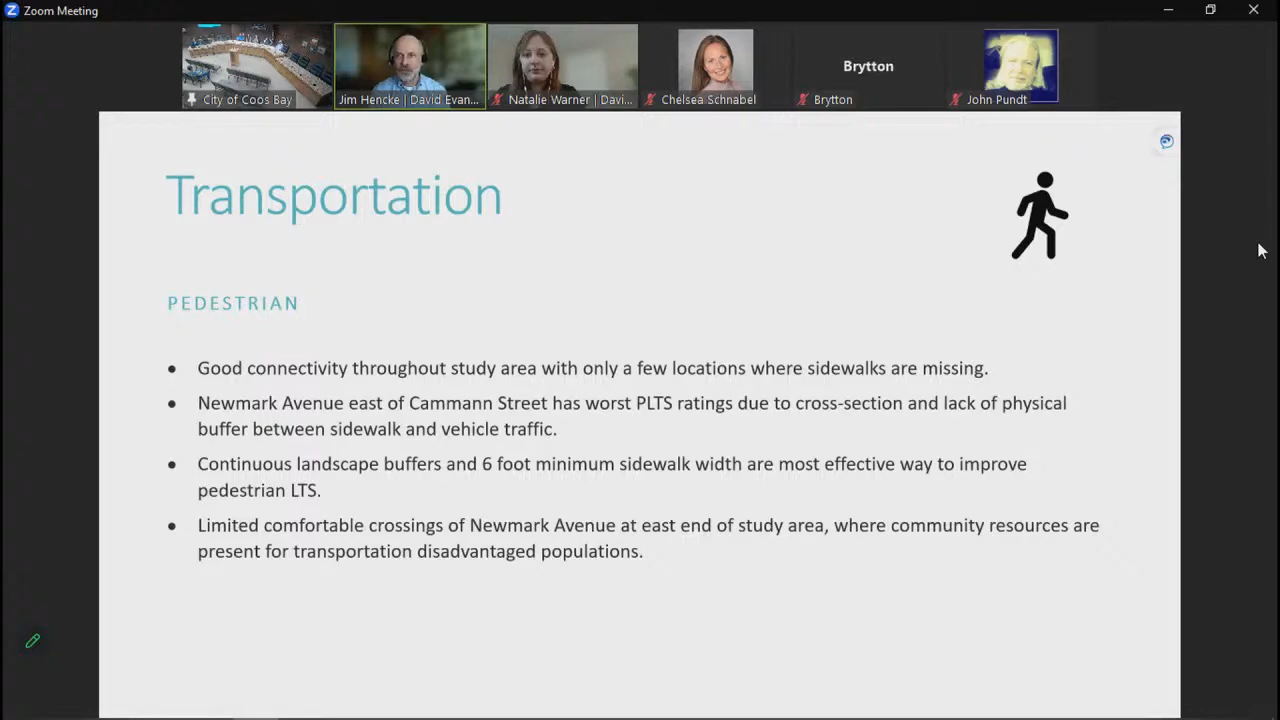 Zoom Meeting
City of Coos Bay
Jim Hencke | David Evan...
Natalie Warner | Davi...
Chelsea Schnabel
Brytton
Brytton
John Pundt
Transportation
PEDESTRIAN
• Good connectivity throughout study area with only a few locations where sidewalks are missing.
• Newmark Avenue east of Cammann Street has worst PLTS ratings due to cross-section and lack of physical
buffer between sidewalk and vehicle traffic.
• Continuous landscape buffers and 6 foot minimum sidewalk width are most effective way to improve
pedestrian LTS.
• Limited comfortable crossings of Newmark Avenue at east end of study area, where community resources are
present for transportation disadvantaged populations.